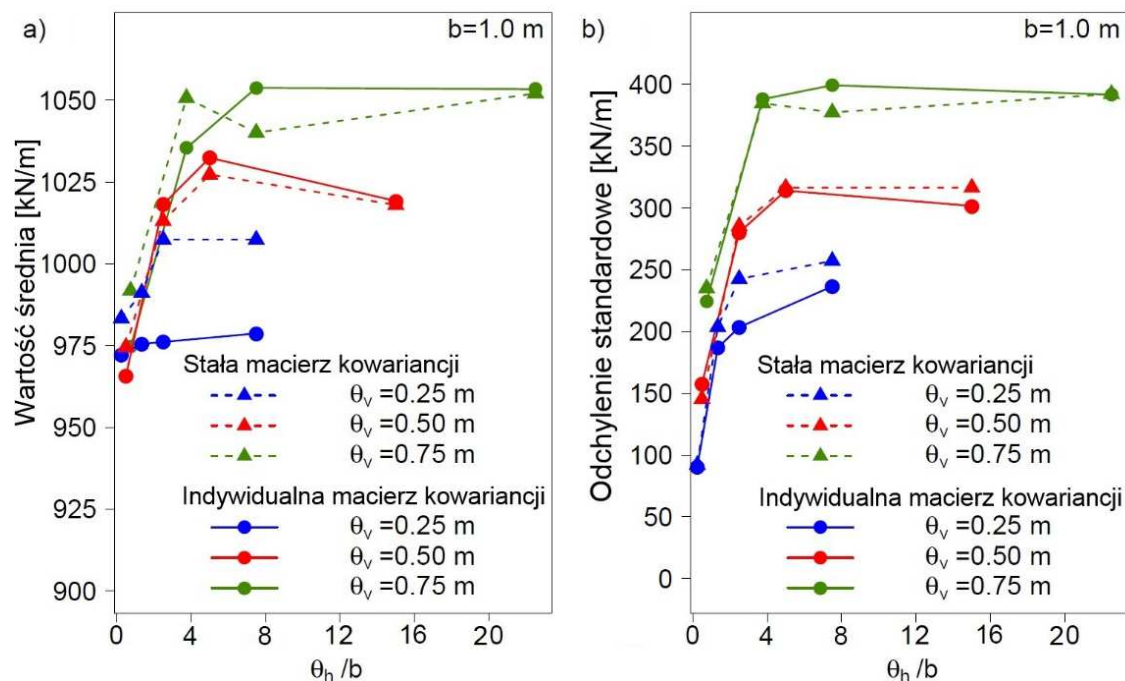 a)
b=1.0 m
Wartość średnia [kN/m]
1050
1025
1000
975
950
925
900
Stała macierz kowariancji
θv =0.25 m
θv =0.50 m
θv =0.75 m
Indywidualna macierz kowariancji
θv =0.25 m
θv =0.50 m
θv =0.75 m
0 4 8 12 16 20
θh /b
b)
b=1.0 m
Odchylenie standardowe [kN/m]
400
350
300
250
200
150
100
50
0
Stała macierz kowariancji
θv =0.25 m
θv =0.50 m
θv =0.75 m
Indywidualna macierz kowariancji
θv =0.25 m
θv =0.50 m
θv =0.75 m
0 4 8 12 16 20
θh /b